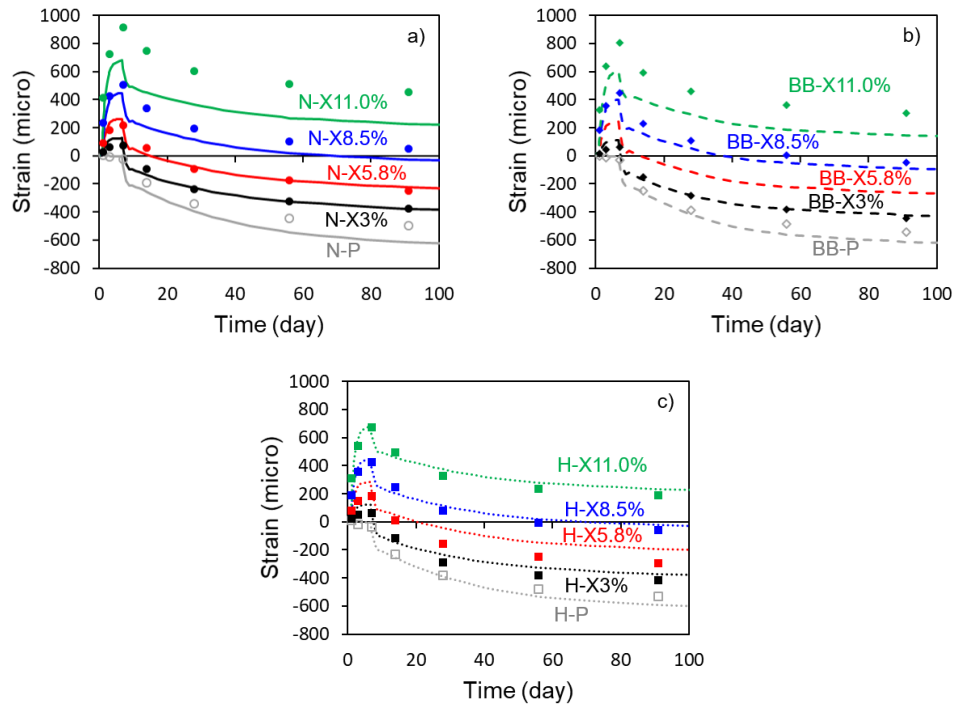 1000
a)
800
600
N-X11.0%
400
N-X8.5%
200
0
N-X5.8%
-200
N-X3%
-400
N-P
-600
-800
0 20 40 60 80 100
Time (day)
Strain (micro)
1000
b)
800
600
BB-X11.0%
400
BB-X8.5%
200
0
BB-X5.8%
-200
BB-X3%
-400
BB-P
-600
-800
0 20 40 60 80 100
Time (day)
Strain (micro)
1000
c)
800
600
H-X11.0%
400
H-X8.5%
200
0
H-X5.8%
-200
H-X3%
-400
H-P
-600
-800
0 20 40 60 80 100
Time (day)
Strain (micro)